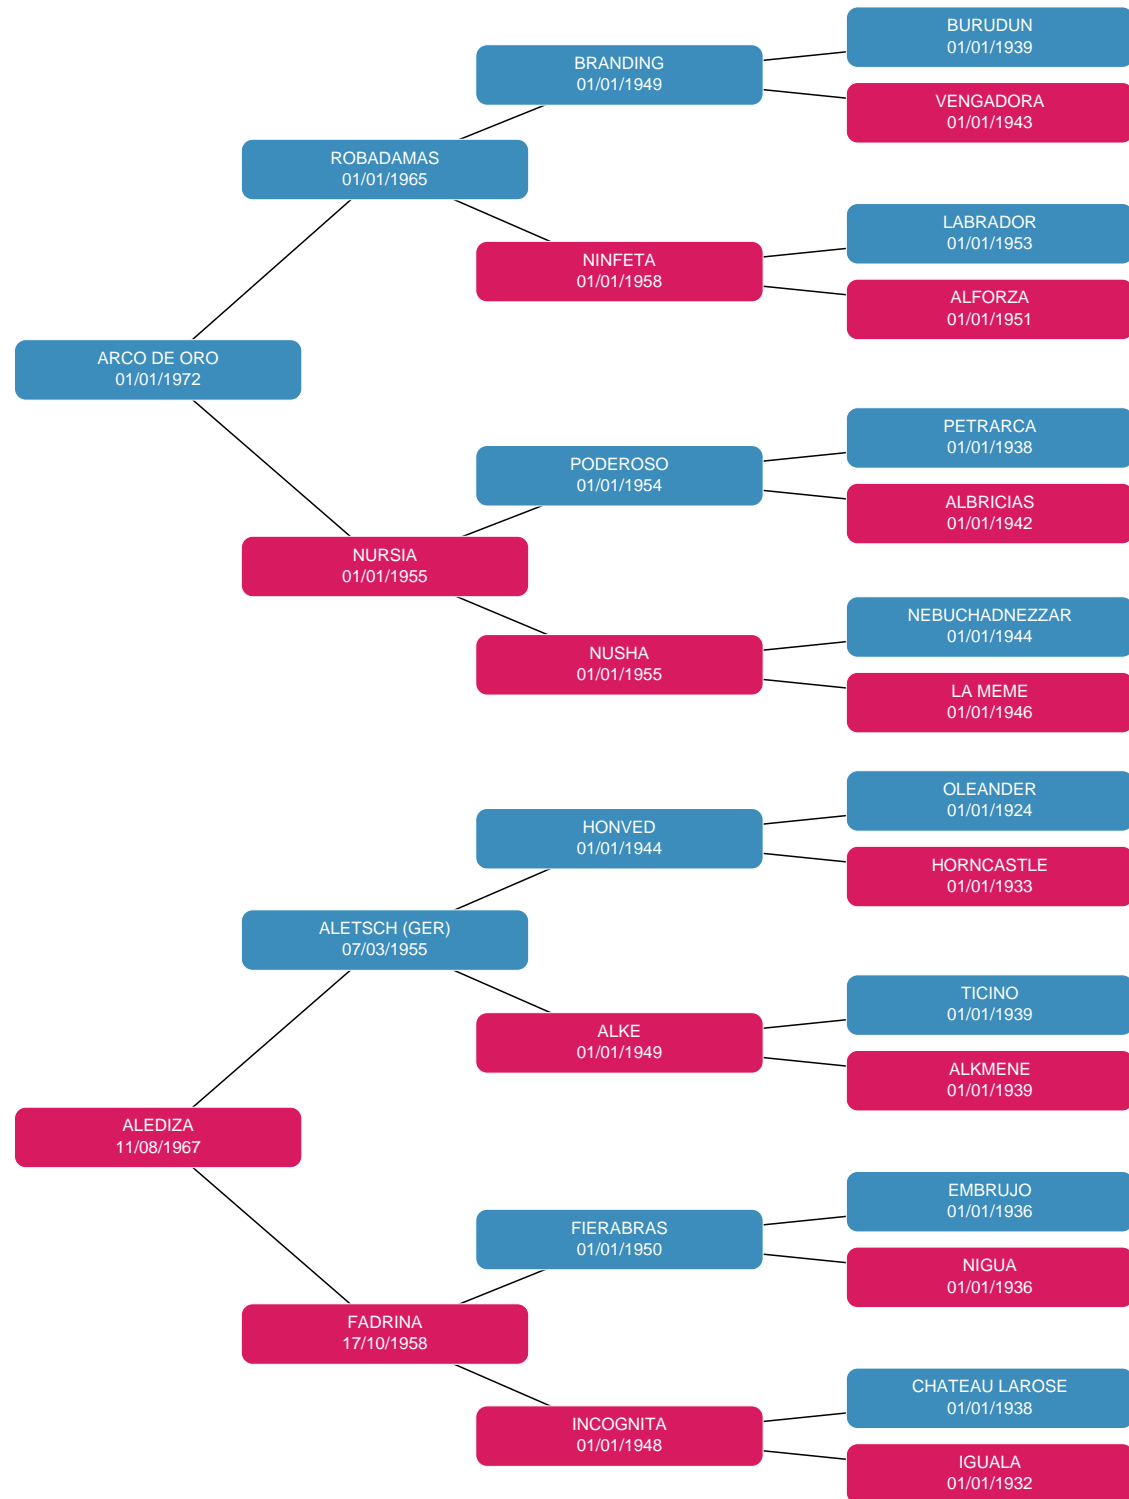 BURUDUN
01/01/1939
BRANDING
01/01/1949
VENGADORA
01/01/1943
ROBADAMAS
01/01/1965
LABRADOR
01/01/1953
NINFETA
01/01/1958
ALFORZA
01/01/1951
ARCO DE ORO
01/01/1972
PETRARCA
01/01/1938
PODEROSO
01/01/1954
ALBRICIAS
01/01/1942
NURSIA
01/01/1955
NEBUCHADNEZZAR
01/01/1944
NUSHA
01/01/1955
LA MEME
01/01/1946
OLEANDER
01/01/1924
HONVED
01/01/1944
HORNCASTLE
01/01/1933
ALETSCH (GER)
07/03/1955
TICINO
01/01/1939
ALKE
01/01/1949
ALKMENE
01/01/1939
ALEDIZA
11/08/1967
EMBRUJO
01/01/1936
FIERABRAS
01/01/1950
NIGUA
01/01/1936
FADRINA
17/10/1958
CHATEAU LAROSE
01/01/1938
INCOGNITA
01/01/1948
IGUALA
01/01/1932